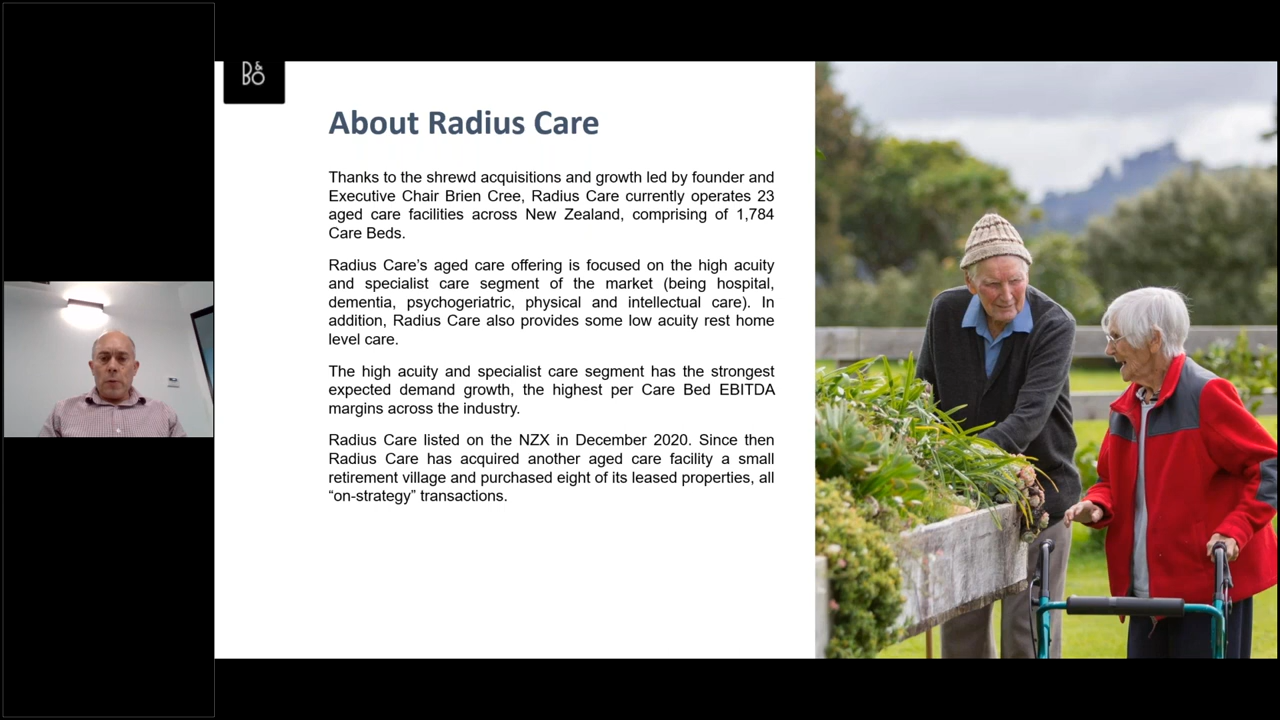 B&
BO
About Radius Care
Thanks to the shrewd acquisitions and growth led by founder and
Executive Chair Brien Cree, Radius Care currently operates 23
aged care facilities across New Zealand, comprising of 1,784
Care Beds.
Radius Care’s aged care offering is focused on the high acuity
and specialist care segment of the market (being hospital,
dementia, psychogeriatric, physical and intellectual care). In
addition, Radius Care also provides some low acuity rest home
level care.
The high acuity and specialist care segment has the strongest
expected demand growth, the highest per Care Bed EBITDA
margins across the industry.
Radius Care listed on the NZX in December 2020. Since then
Radius Care has acquired another aged care facility a small
retirement village and purchased eight of its leased properties, all
“on-strategy” transactions.